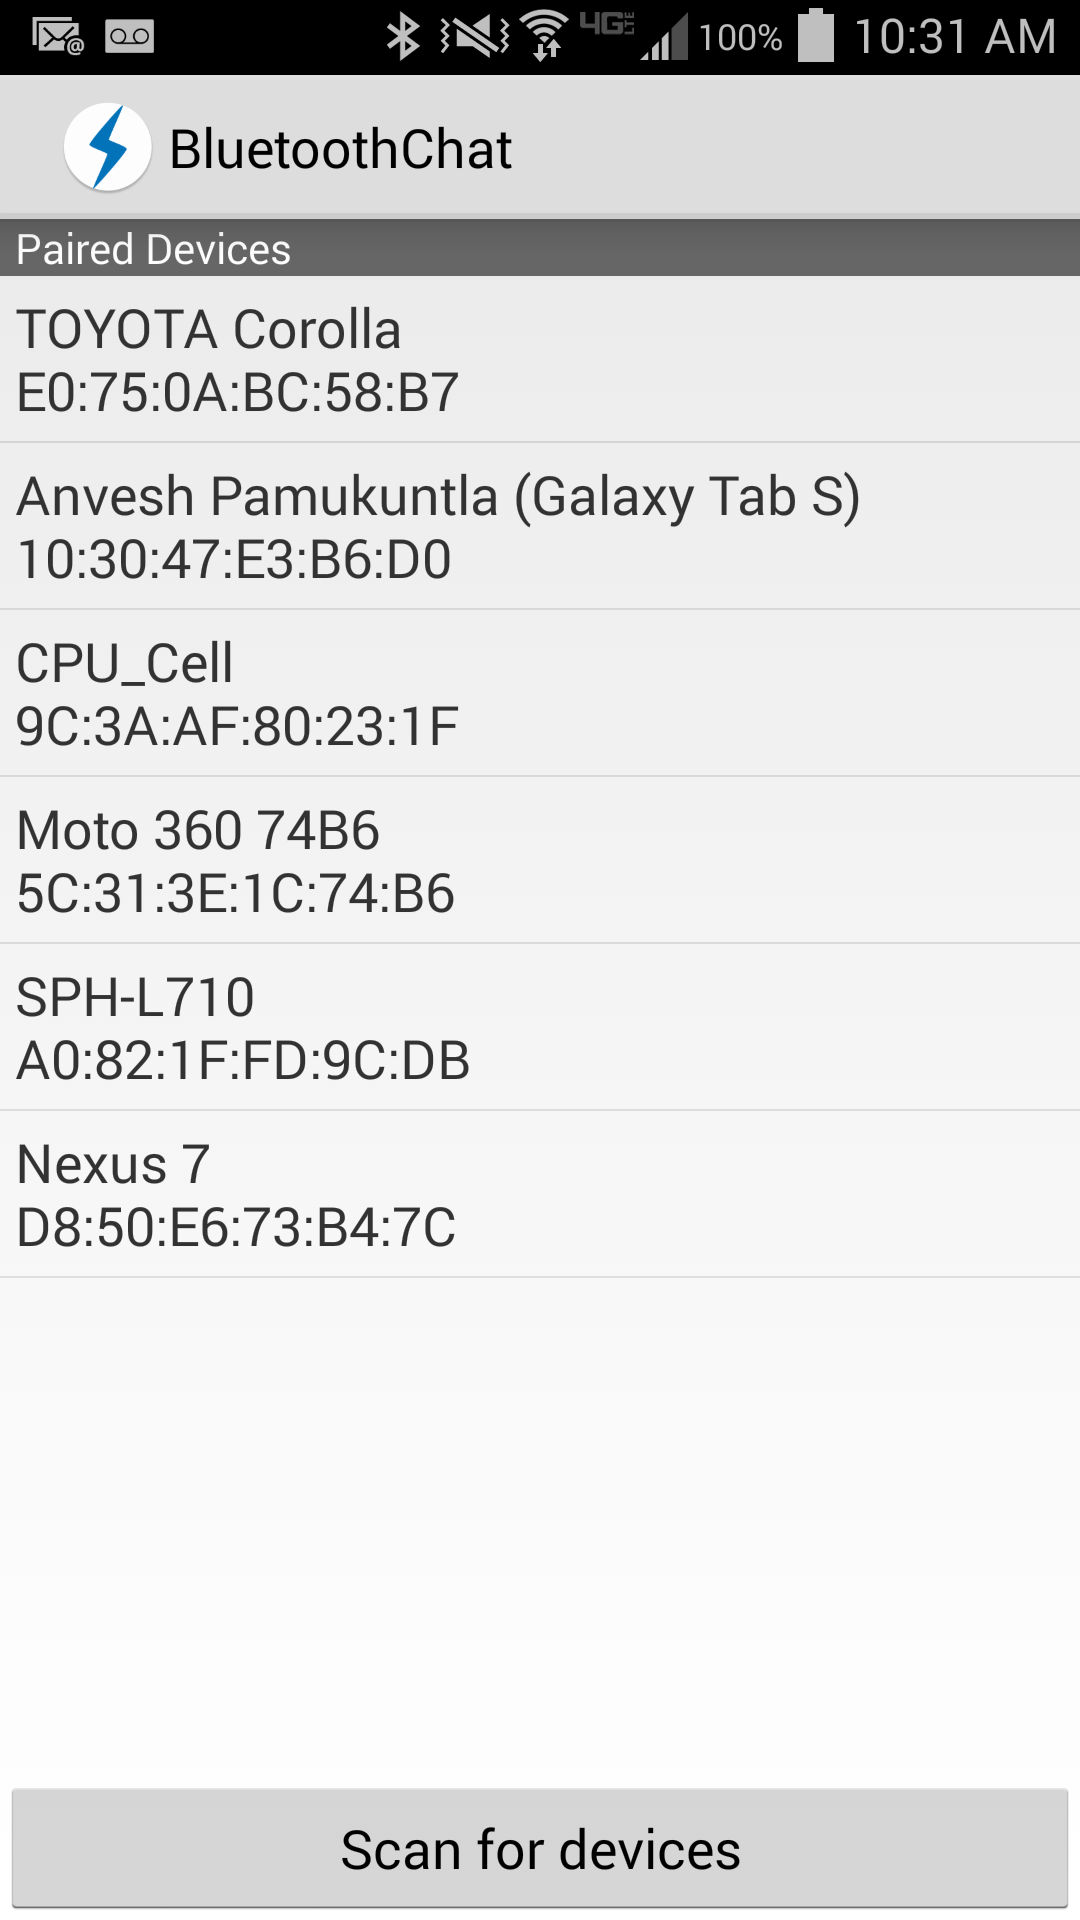 4G LTE 100% 10:31 AM
BluetoothChat
Paired Devices
TOYOTA Corolla
E0:75:0A:BC:58:B7
Anvesh Pamukuntla (Galaxy Tab S)
10:30:47:E3:B6:D0
CPU_Cell
9C:3A:AF:80:23:1F
Moto 360 74B6
5C:31:3E:1C:74:B6
SPH-L710
A0:82:1F:FD:9C:DB
Nexus 7
D8:50:E6:73:B4:7C
Scan for devices